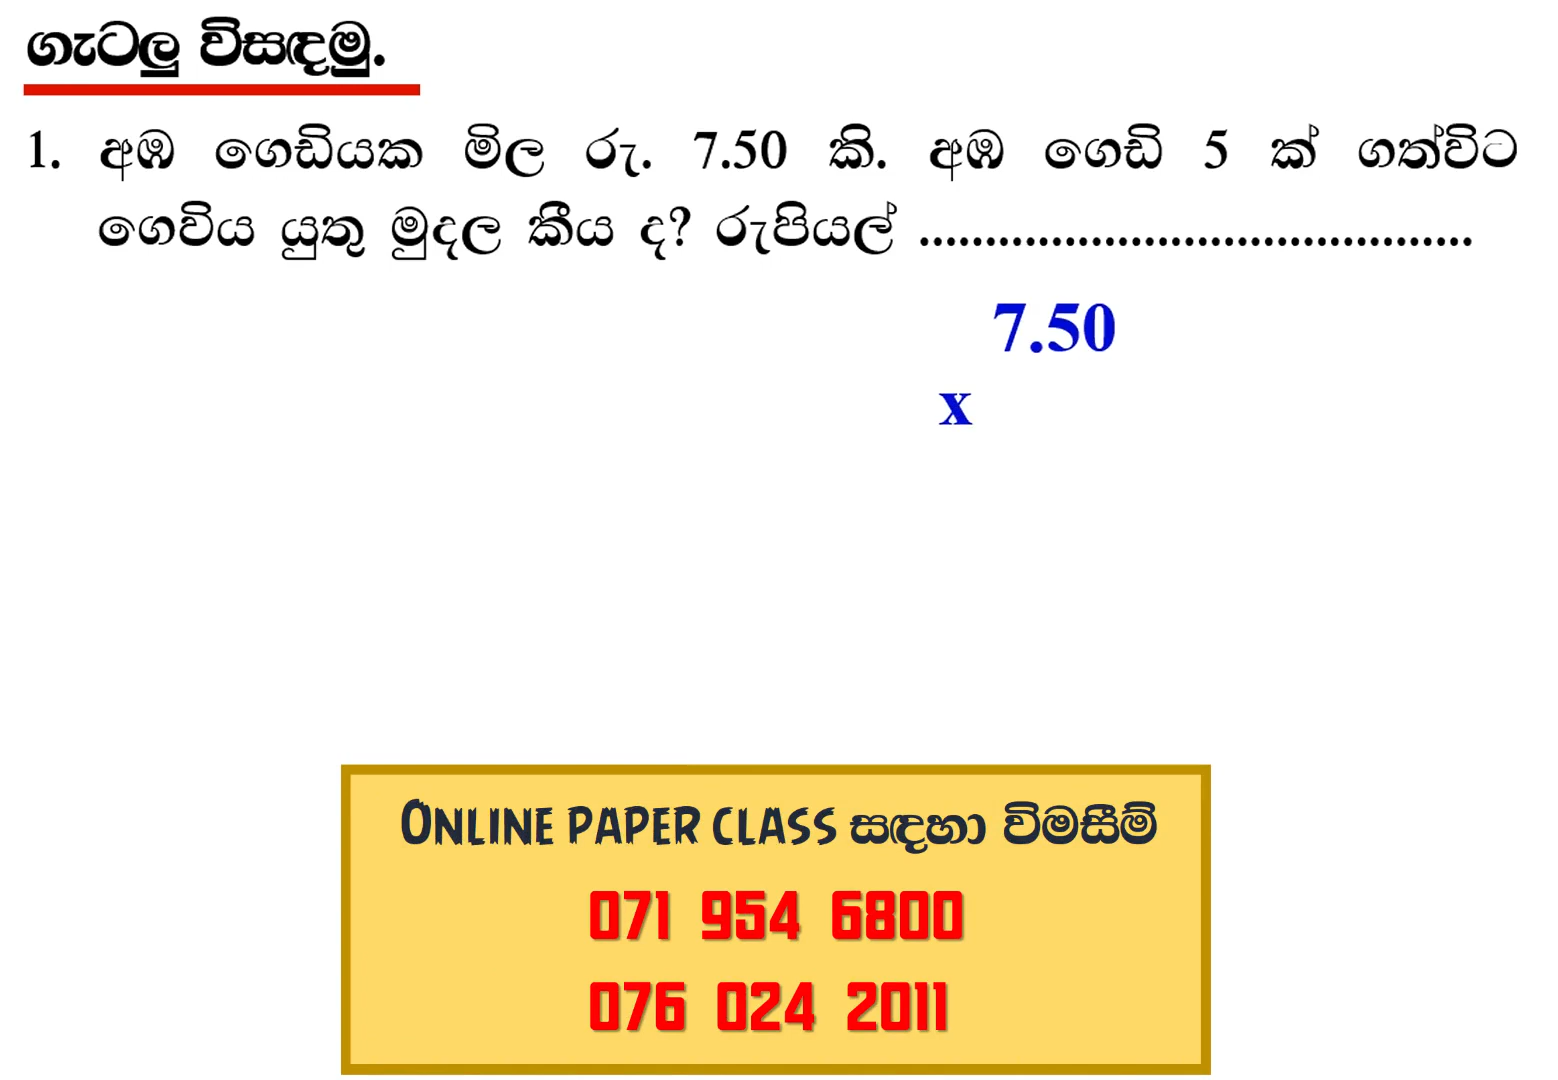 ගැටලු විසඳමු.
1. අඹ ගෙඩියක මිල රු. 7.50 කි. අඹ ගෙඩි 5 ක් ගත්විට
ගෙවිය යුතු මුදල කීය ද? රුපියල් ..........................................
7.50
x
ONLINE PAPER CLASS සඳහා විමසීම්
071 954 6800
076 024 2011